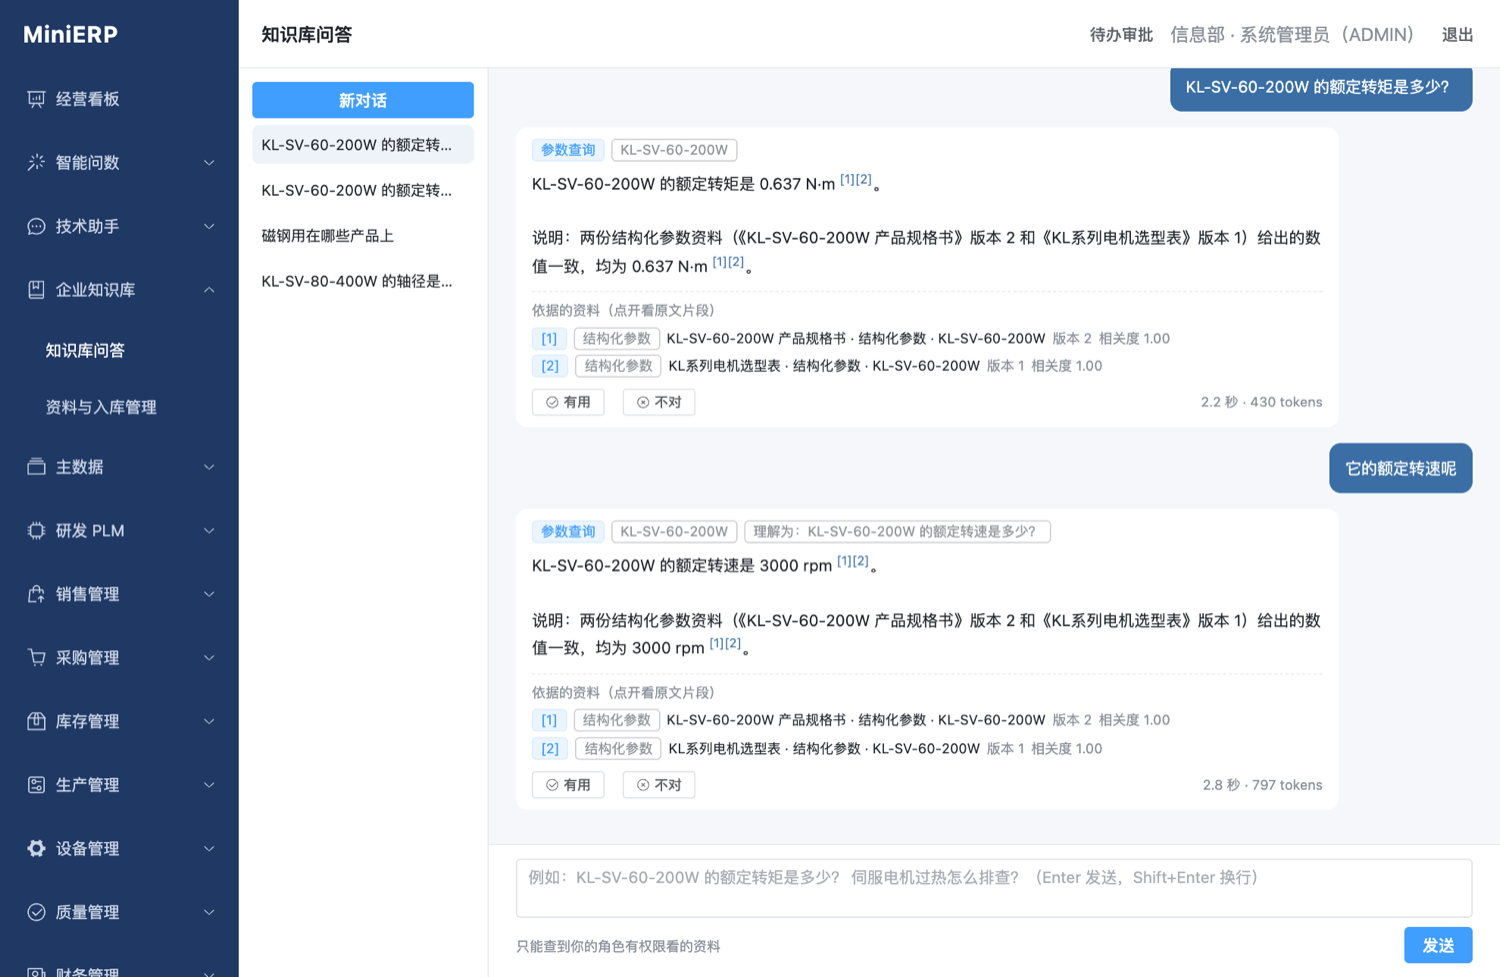 MiniERP
经营看板
智能问数
技术助手
企业知识库
知识库问答
资料与入库管理
主数据
研发 PLM
销售管理
采购管理
库存管理
生产管理
设备管理
质量管理
财务管理
知识库问答
待办审批 信息部 · 系统管理员（ADMIN） 退出
新对话
KL-SV-60-200W 的额定转...
KL-SV-60-200W 的额定转...
磁钢用在哪些产品上
KL-SV-80-400W 的轴径是...
KL-SV-60-200W 的额定转矩是多少？
参数查询 KL-SV-60-200W
KL-SV-60-200W 的额定转矩是 0.637 N·m [1][2]。
说明：两份结构化参数资料（《KL-SV-60-200W 产品规格书》版本 2 和《KL系列电机选型表》版本 1）给出的数
值一致，均为 0.637 N·m [1][2]。
依据的资料（点开看原文片段）
[1] 结构化参数 KL-SV-60-200W 产品规格书 · 结构化参数 · KL-SV-60-200W 版本 2 相关度 1.00
[2] 结构化参数 KL系列电机选型表 · 结构化参数 · KL-SV-60-200W 版本 1 相关度 1.00
有用 不对 2.2 秒 · 430 tokens
它的额定转速呢
参数查询 KL-SV-60-200W 理解为：KL-SV-60-200W 的额定转速是多少？
KL-SV-60-200W 的额定转速是 3000 rpm [1][2]。
说明：两份结构化参数资料（《KL-SV-60-200W 产品规格书》版本 2 和《KL系列电机选型表》版本 1）给出的数
值一致，均为 3000 rpm [1][2]。
依据的资料（点开看原文片段）
[1] 结构化参数 KL-SV-60-200W 产品规格书 · 结构化参数 · KL-SV-60-200W 版本 2 相关度 1.00
[2] 结构化参数 KL系列电机选型表 · 结构化参数 · KL-SV-60-200W 版本 1 相关度 1.00
有用 不对 2.8 秒 · 797 tokens
例如：KL-SV-60-200W 的额定转矩是多少？ 伺服电机过热怎么排查？（Enter 发送，Shift+Enter 换行）
只能查到你的角色有权限看的资料
发送